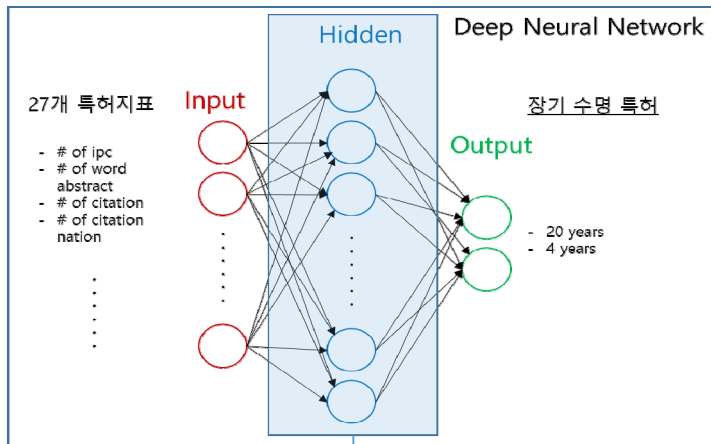 Deep Neural Network
Hidden
27개 특허지표
Input
장기 수명 특허
Output
- # of ipc
- # of word
abstract
- # of citation
- # of citation
nation
- 20 years
- 4 years